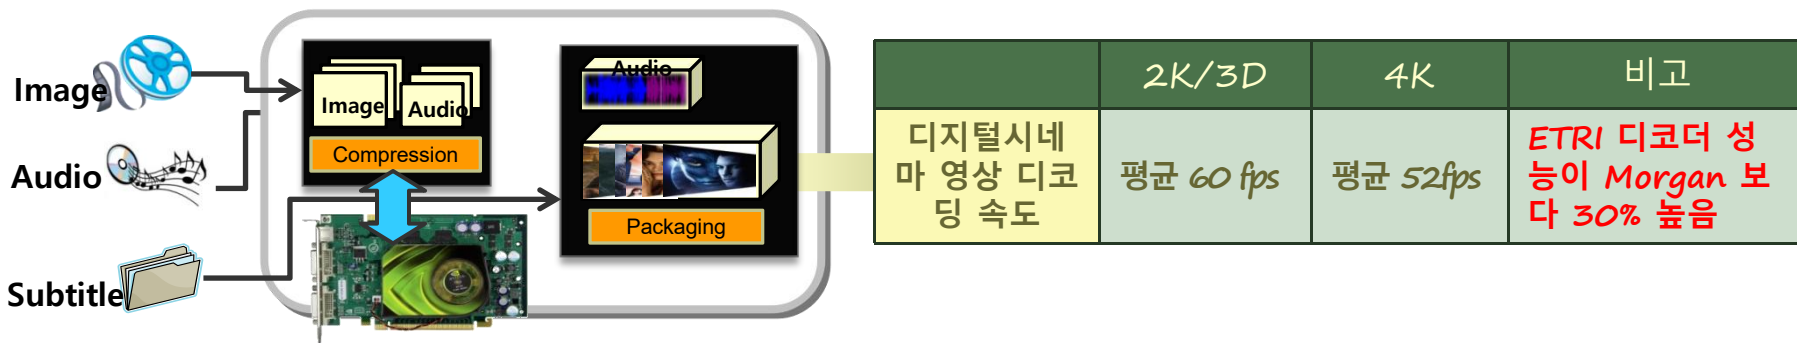 Image
Audio
Subtitle
Image
Audio
Compression
Audio
Packaging
2K/3D 4K 비고
디지털시네
마 영상 디코
딩 속도
평균 60 fps
평균 52fps
ETRI 디코더 성
능이 Morgan 보
다 30% 높음